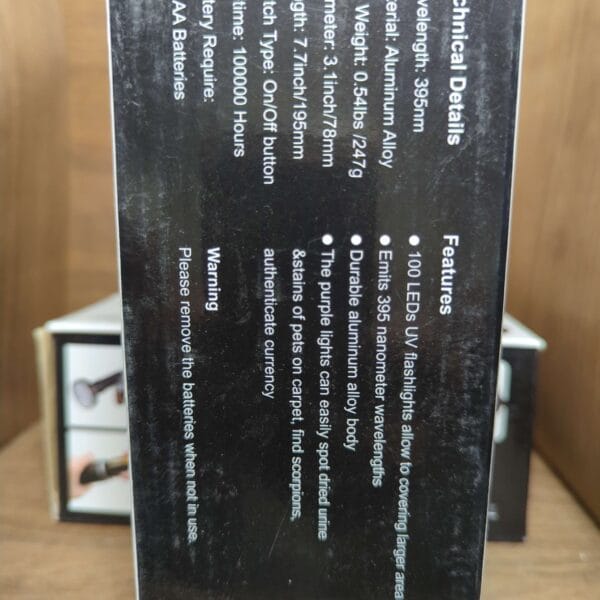 chnical Details
velength: 395nm
erial: Aluminum Alloy
Weight: 0.54lbs /247g
meter: 3.1inch/78mm
ngth: 7.7inch/195mm
tch Type: On/Off button
time: 100000 Hours
tery Require:
AA Batteries
Features
● 100 LEDs UV flashlights allow to covering larger area
● Emits 395 nanometer wavelengths
● Durable aluminum alloy body
● The purple lights can easily spot dried urine
&stains of pets on carpet, find scorpions,
authenticate currency
Warning
Please remove the batteries when not in use.